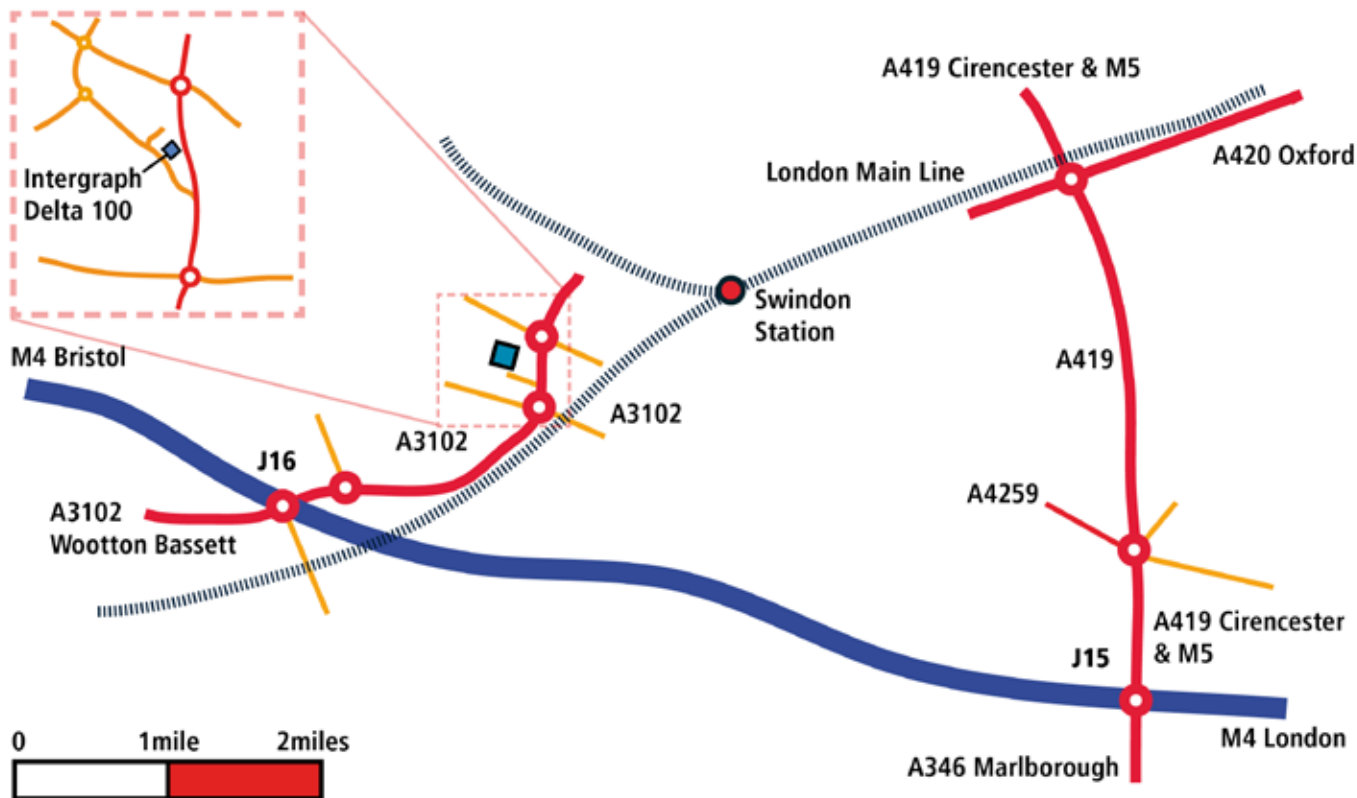 A419 Cirencester & M5
A420 Oxford
London Main Line
Intergraph
Delta 100
Swindon
Station
M4 Bristol
A419
A3102
A3102
J16
A4259
A3102
Wootton Bassett
A419 Cirencester
& M5
J15
0 1mile 2miles
M4 London
A346 Marlborough